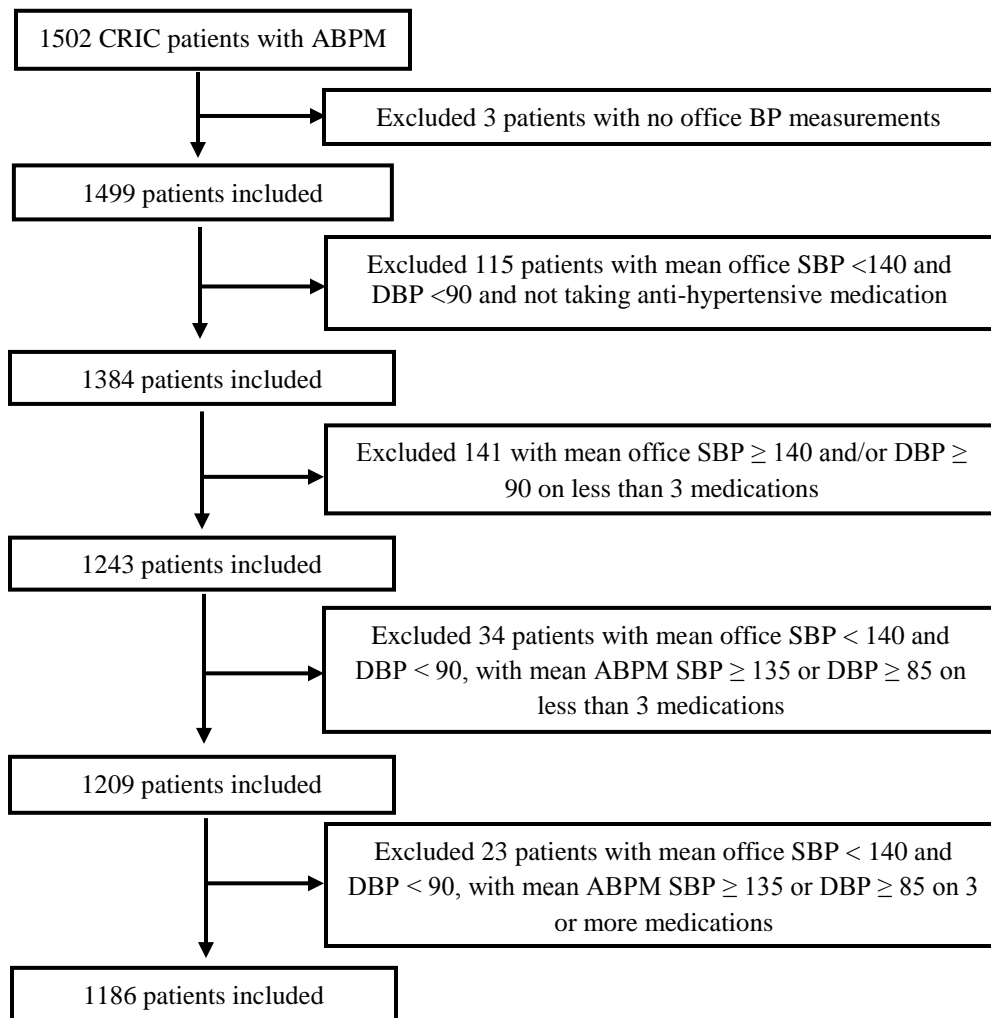 1502 CRIC patients with ABPM
Excluded 3 patients with no office BP measurements
1499 patients included
Excluded 115 patients with mean office SBP <140 and
DBP <90 and not taking anti-hypertensive medication
1384 patients included
Excluded 141 with mean office SBP ≥ 140 and/or DBP ≥
90 on less than 3 medications
1243 patients included
Excluded 34 patients with mean office SBP < 140 and
DBP < 90, with mean ABPM SBP ≥ 135 or DBP ≥ 85 on
less than 3 medications
1209 patients included
Excluded 23 patients with mean office SBP < 140 and
DBP < 90, with mean ABPM SBP ≥ 135 or DBP ≥ 85 on 3
or more medications
1186 patients included